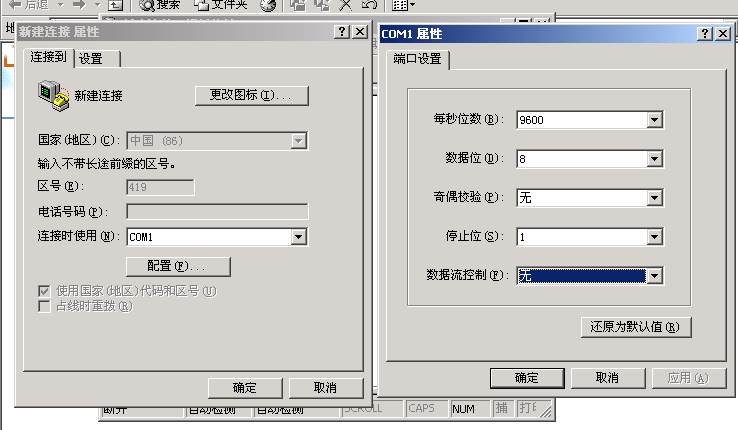 后退
搜索
文件夹
地
新建连接 属性
连接到
设置
新建连接
更改图标(I)...
国家(地区)(C):
中国 (86)
输入不带长途前缀的区号。
区号(E):
419
电话号码(P):
连接时使用(N):
COM1
配置(F)...
使用国家(地区)代码和区号(U)
占线时重拨(R)
确定
取消
COM1 属性
端口设置
每秒位数(B):
9600
数据位(D):
8
奇偶校验(P):
无
停止位(S):
1
数据流控制(F):
无
还原为默认值(R)
确定
取消
应用(A)
断开
自动检测
自动检测
SCROLL
CAPS
NUM
捕
打印